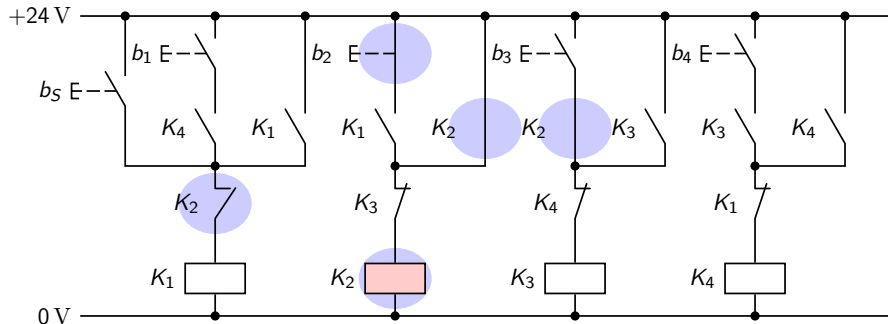 +24 V
b1 b2 b3 b4
bS
K4 K1 K1 K2 K2 K3 K3 K4
K2 K3 K4 K1
K1 K2 K3 K4
0 V